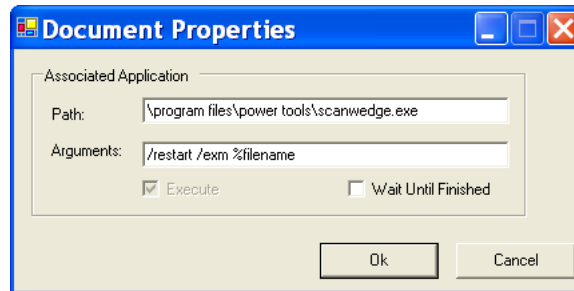 Document Properties
Associated Application
Path: \program files\power tools\scanwedge.exe
Arguments: /restart /exm %filename
Execute Wait Until Finished
Ok Cancel